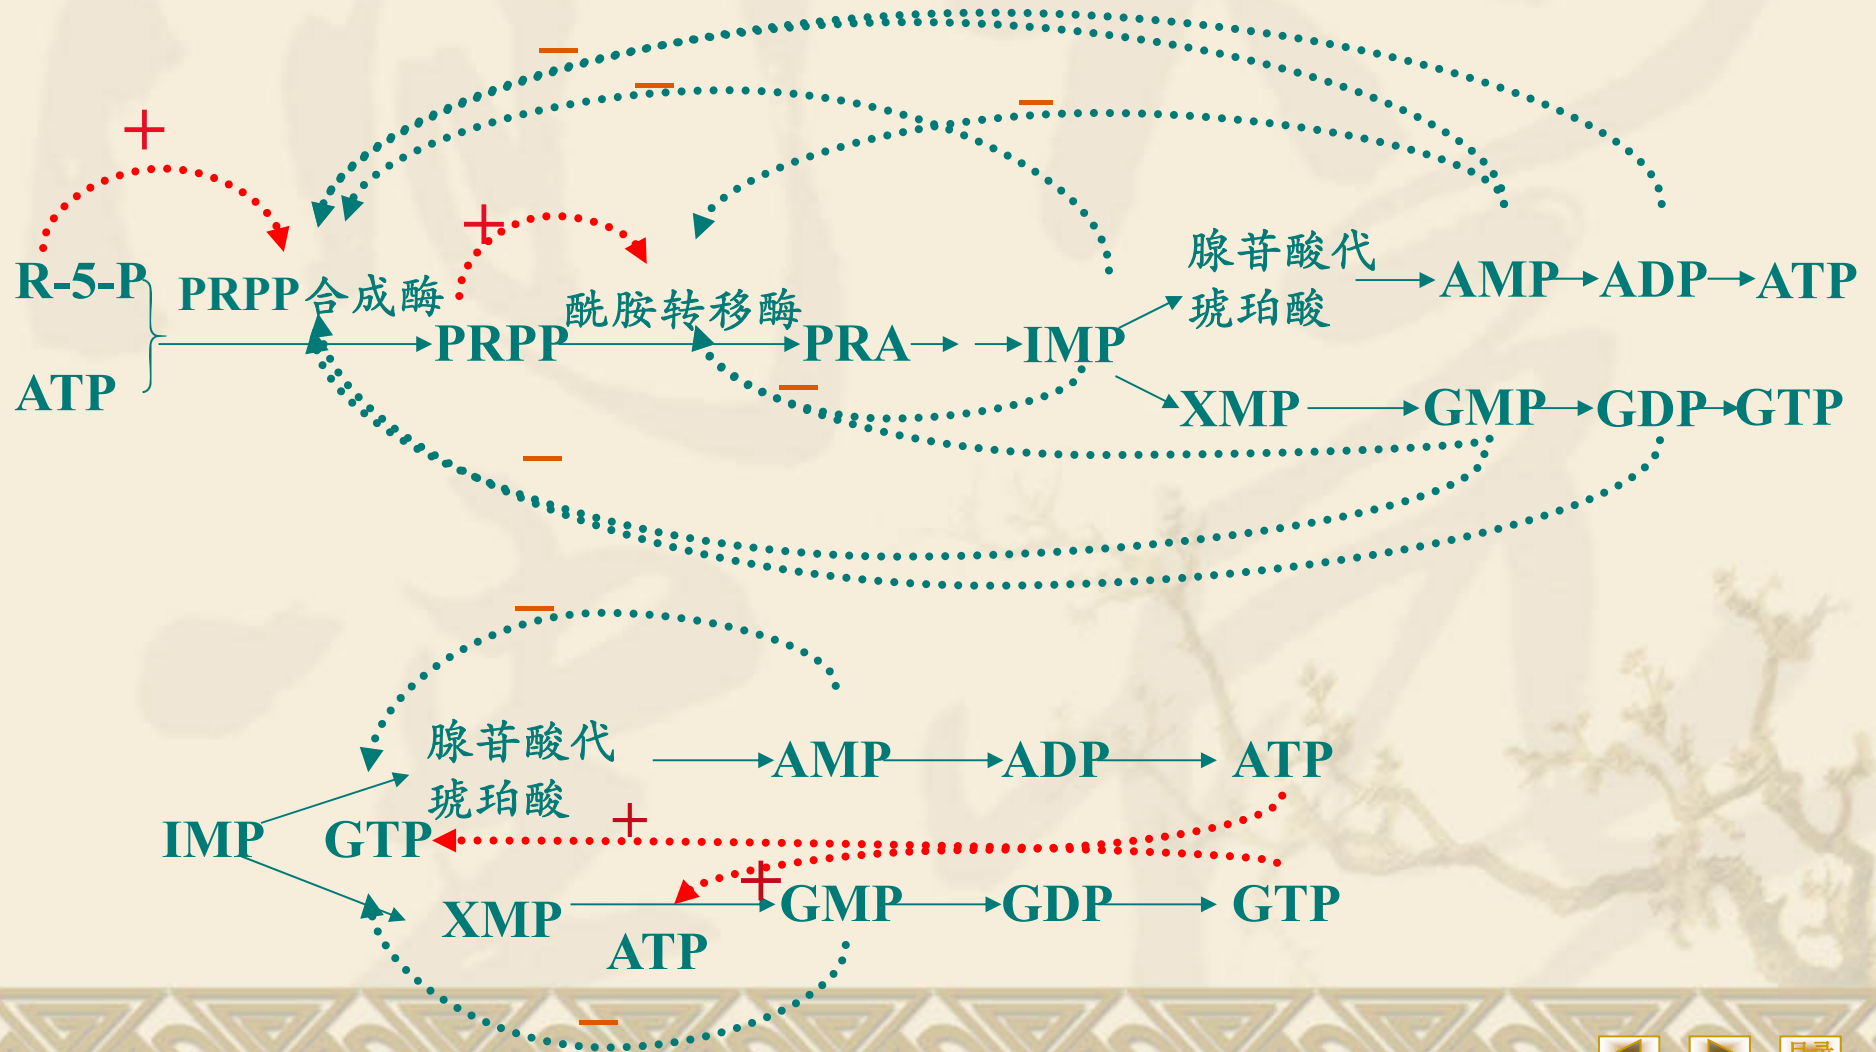 —
—
—
+
+
R-5-P
PRPP合成酶
酰胺转移酶
腺苷酸代
琥珀酸
AMP
ADP
ATP
PRPP
PRA
IMP
ATP
—
XMP
GMP
GDP
GTP
—
—
腺苷酸代
琥珀酸
AMP
ADP
ATP
IMP
GTP
+
+
XMP
GMP
GDP
GTP
ATP
—
目录